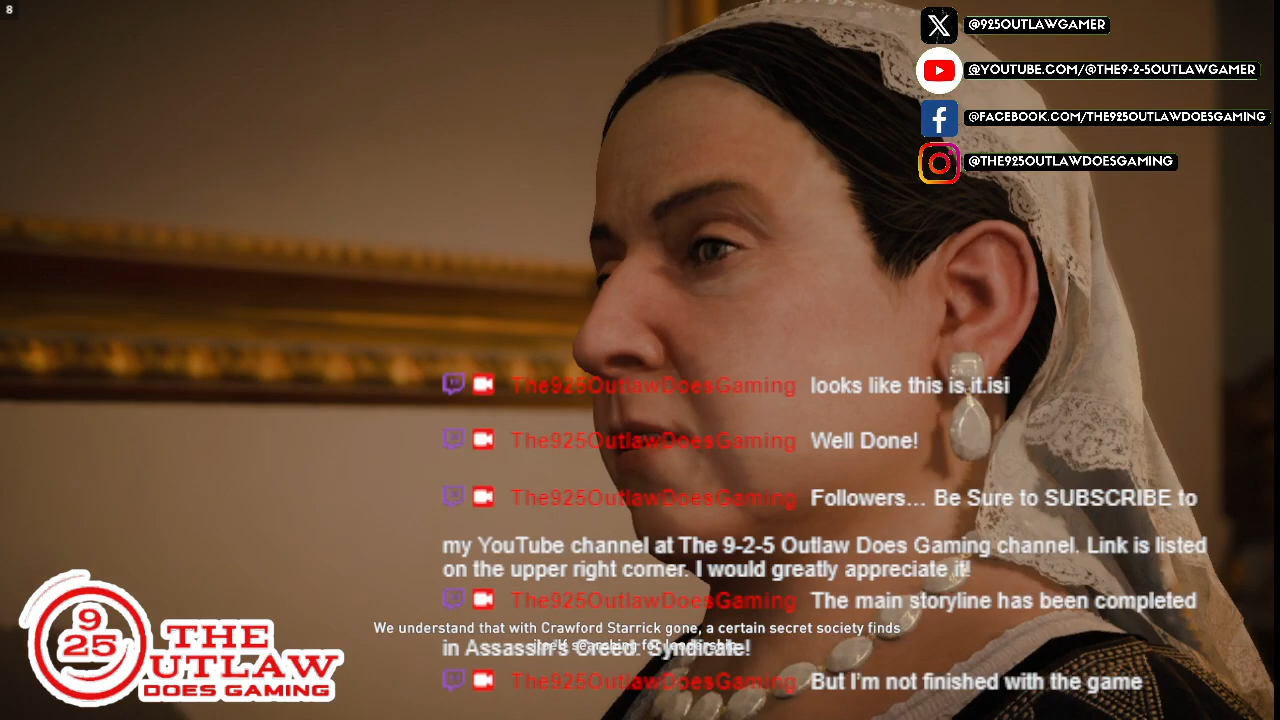 8
@925OUTLAWGAMER
@YOUTUBE.COM/@THE9-2-5OUTLAWGAMER
@FACEBOOK.COM/THE925OUTLAWDOESGAMING
@THE925OUTLAWDOESGAMING
The925OutlawDoesGaming looks like this is it.isi
The925OutlawDoesGaming Well Done!
The925OutlawDoesGaming Followers... Be Sure to SUBSCRIBE to
my YouTube channel at The 9-2-5 Outlaw Does Gaming channel. Link is listed
on the upper right corner. I would greatly appreciate it!
The925OutlawDoesGaming The main storyline has been completed
We understand that with Crawford Starrick gone, a certain secret society finds
itself searching for leadership.
in Assassin's Creed: Syndicate!
The925OutlawDoesGaming But I'm not finished with the game
9
25
THE
OUTLAW
DOES GAMING